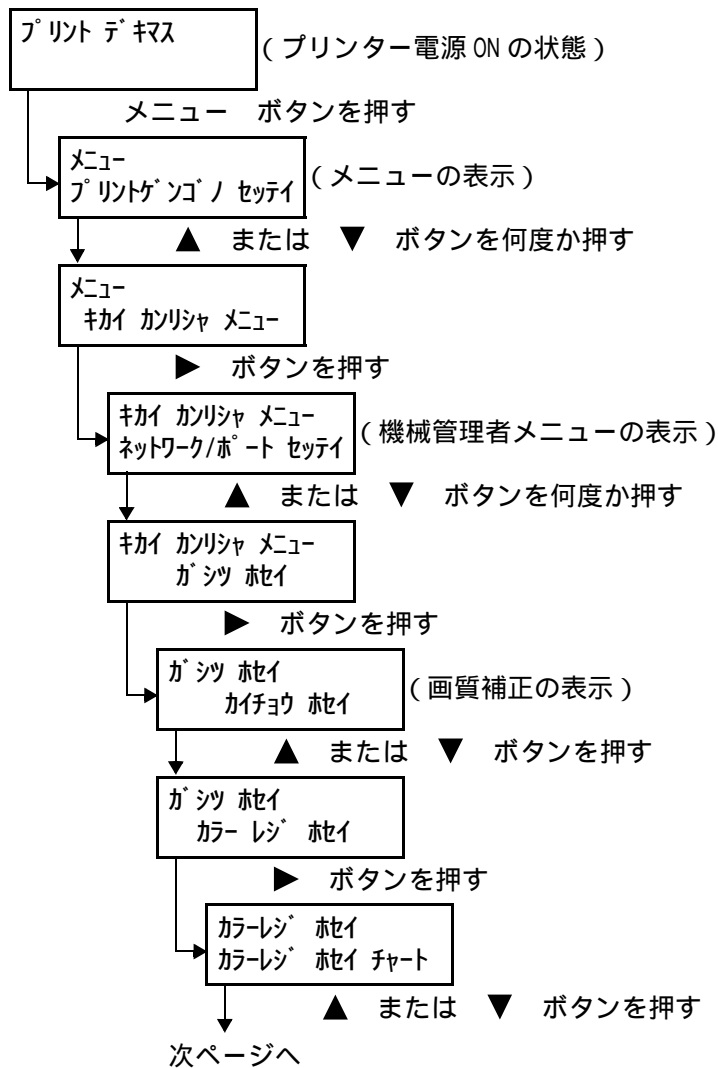 ﾌﾟﾘﾝﾄ ﾃﾞｷﾏｽ
(プリンター電源 ON の状態)
メニュー　ボタンを押す
ﾒﾆｭｰ
ﾌﾟﾘﾝﾄｹﾞﾝｺﾞﾉ ｾｯﾃｲ
(メニューの表示)
▲　または　▼　ボタンを何度か押す
ﾒﾆｭｰ
ｷｶｲ ｶﾝﾘｼｬ ﾒﾆｭｰ
▶　ボタンを押す
ｷｶｲ ｶﾝﾘｼｬ ﾒﾆｭｰ
ﾈｯﾄﾜｰｸ/ﾎﾟｰﾄ ｾｯﾃｲ
(機械管理者メニューの表示)
▲　または　▼　ボタンを何度か押す
ｷｶｲ ｶﾝﾘｼｬ ﾒﾆｭｰ
ｶﾞｼﾂ ﾎｾｲ
▶　ボタンを押す
ｶﾞｼﾂ ﾎｾｲ
ｶｲﾁｮｳ ﾎｾｲ
(画質補正の表示)
▲　または　▼　ボタンを押す
ｶﾞｼﾂ ﾎｾｲ
ｶﾗｰ ﾚｼﾞ ﾎｾｲ
▶　ボタンを押す
ｶﾗｰﾚｼﾞ ﾎｾｲ
ｶﾗｰﾚｼﾞ ﾎｾｲ ﾁｬｰﾄ
▲　または　▼　ボタンを押す
次ページへ